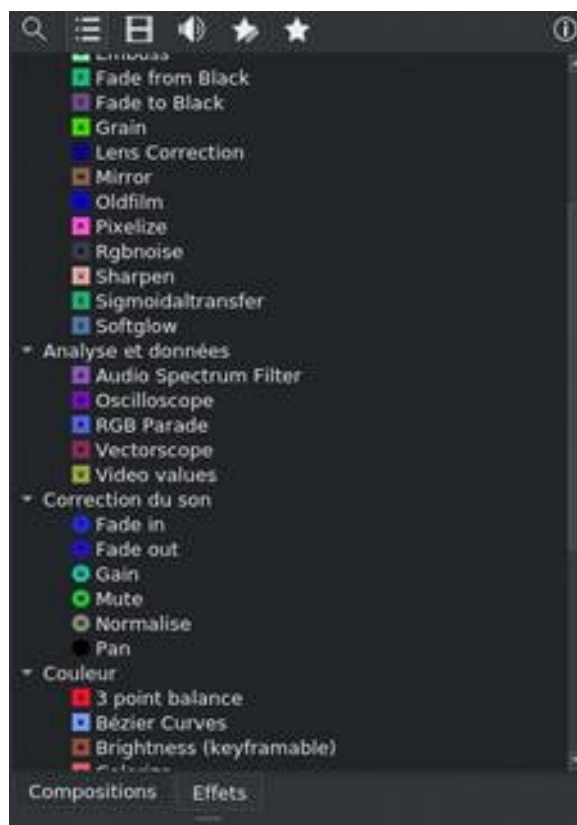 Emboss
Fade from Black
Fade to Black
Grain
Lens Correction
Mirror
Oldfilm
Pixelize
Rgbnoise
Sharpen
Sigmoidaltransfer
Softglow
Analyse et données
Audio Spectrum Filter
Oscilloscope
RGB Parade
Vectorscope
Video values
Correction du son
Fade in
Fade out
Gain
Mute
Normalise
Pan
Couleur
3 point balance
Bézier Curves
Brightness (keyframable)
Compositions Effets